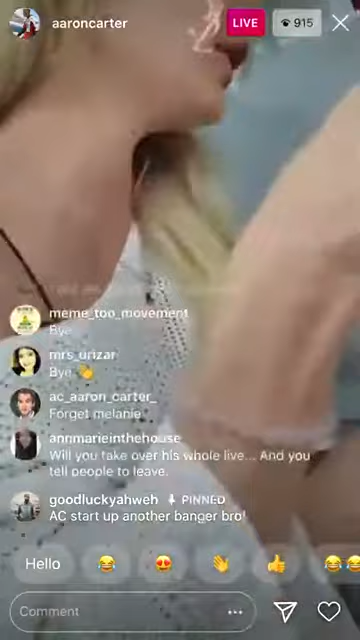 aaroncarter
LIVE
915
meme_too_movement
Bye
mrs_urizar
Bye 👋
ac_aaron_carter_
Forget melanie
annmarieinthehouse
Will you take over his whole live... And you
tell people to leave.
goodluckyahweh PINNED
AC start up another banger bro!
Hello 😂 😍 👋 👍 😂😂
Comment